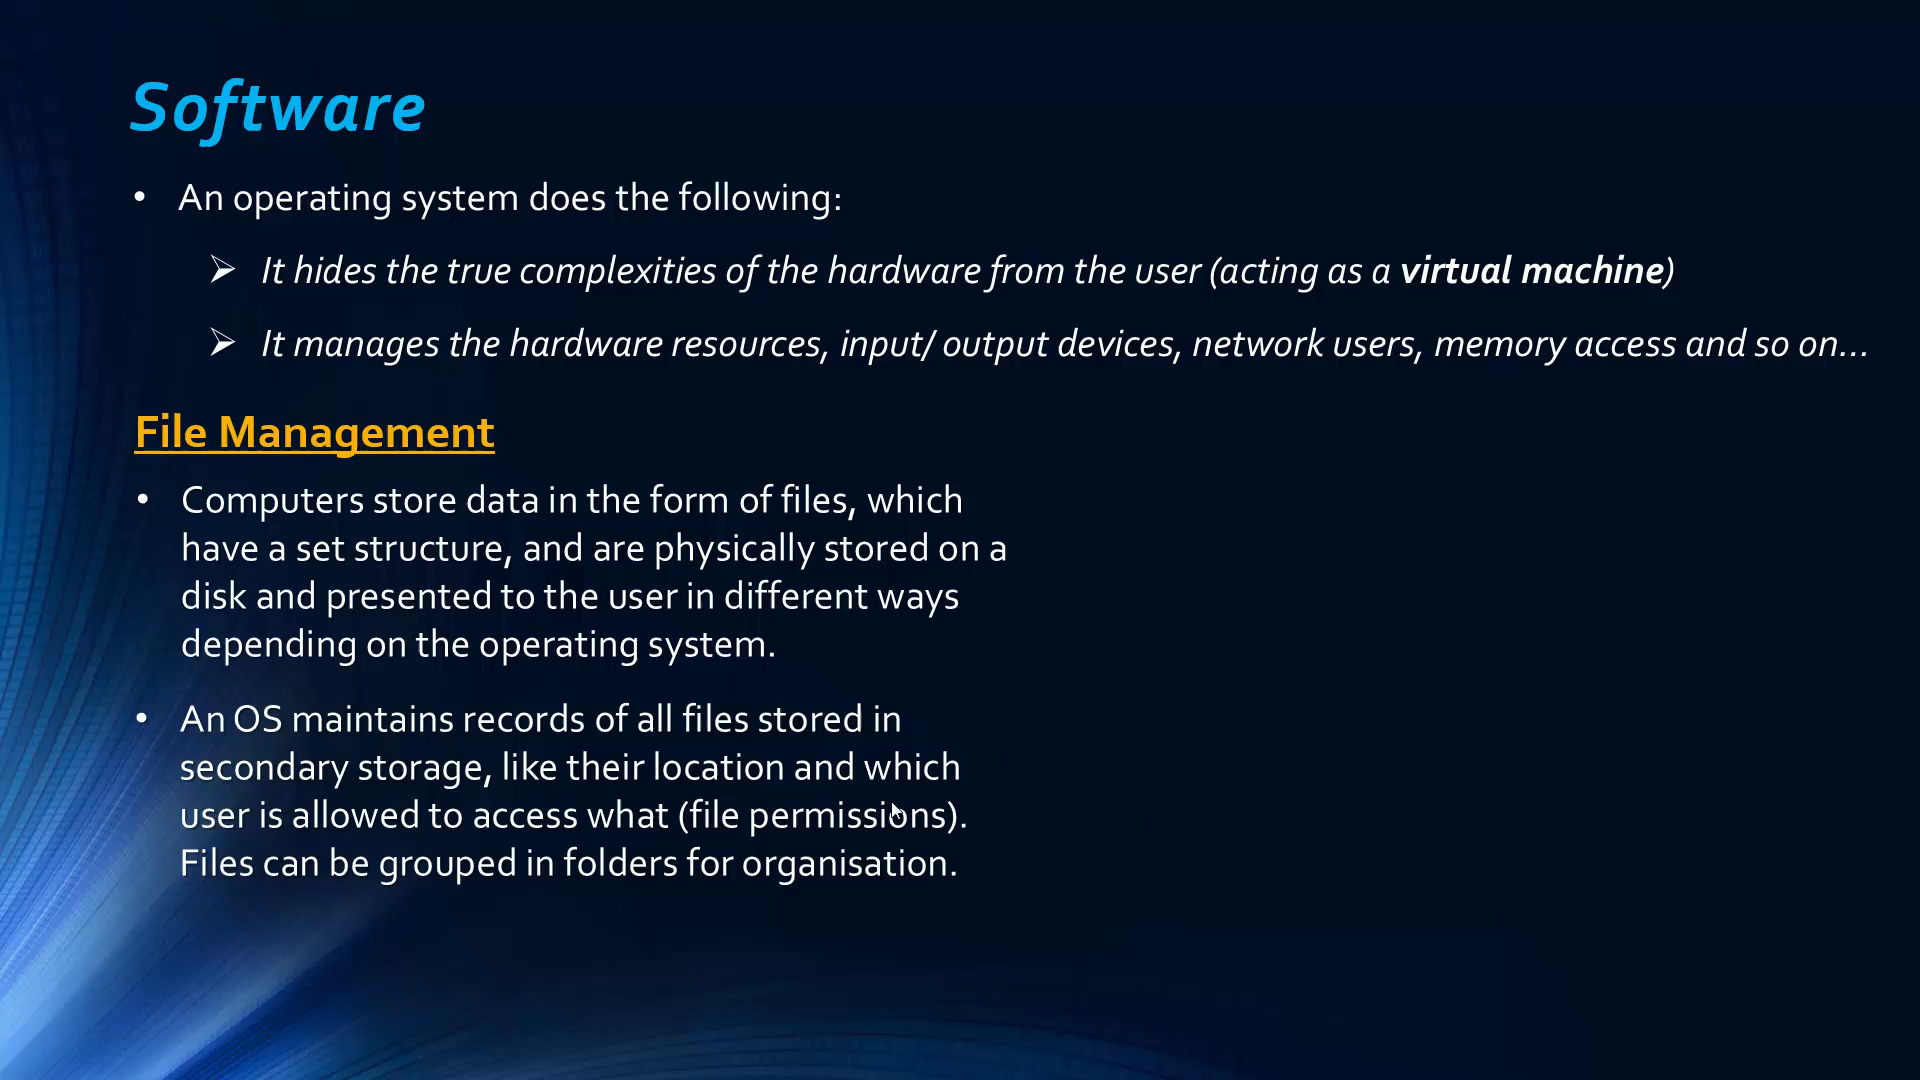 Software
• An operating system does the following:
➢ It hides the true complexities of the hardware from the user (acting as a virtual machine)
➢ It manages the hardware resources, input/ output devices, network users, memory access and so on...
File Management
• Computers store data in the form of files, which
have a set structure, and are physically stored on a
disk and presented to the user in different ways
depending on the operating system.
• An OS maintains records of all files stored in
secondary storage, like their location and which
user is allowed to access what (file permissions).
Files can be grouped in folders for organisation.